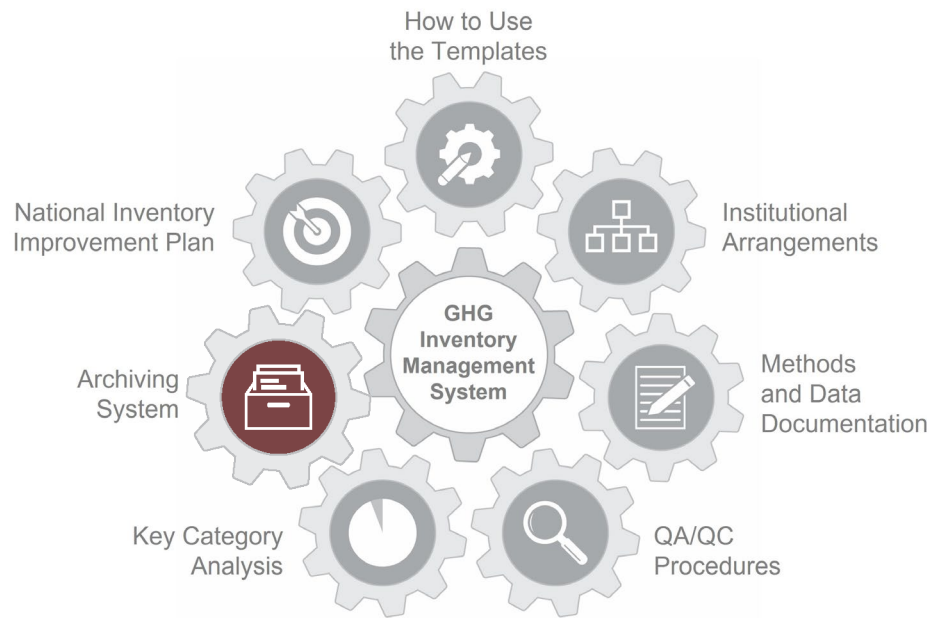 How to Use
the Templates
National Inventory
Improvement Plan
Institutional
Arrangements
GHG
Inventory
Management
System
Archiving
System
Methods
and Data
Documentation
Key Category
Analysis
QA/QC
Procedures